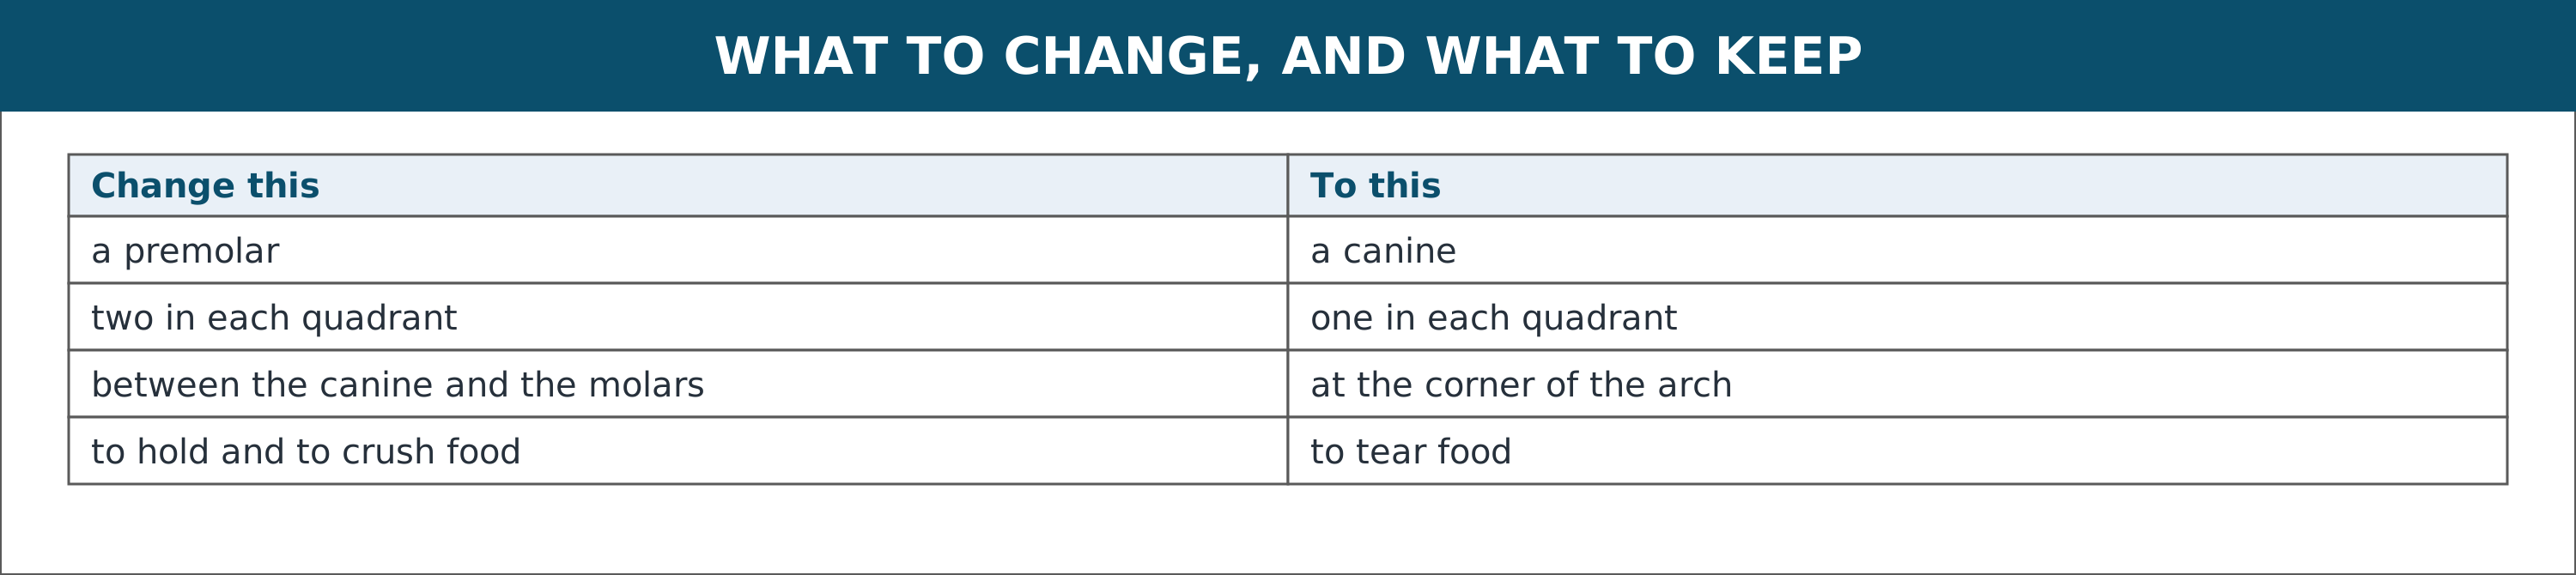 WHAT TO CHANGE, AND WHAT TO KEEP
Change this To this
a premolar a canine
two in each quadrant one in each quadrant
between the canine and the molars at the corner of the arch
to hold and to crush food to tear food